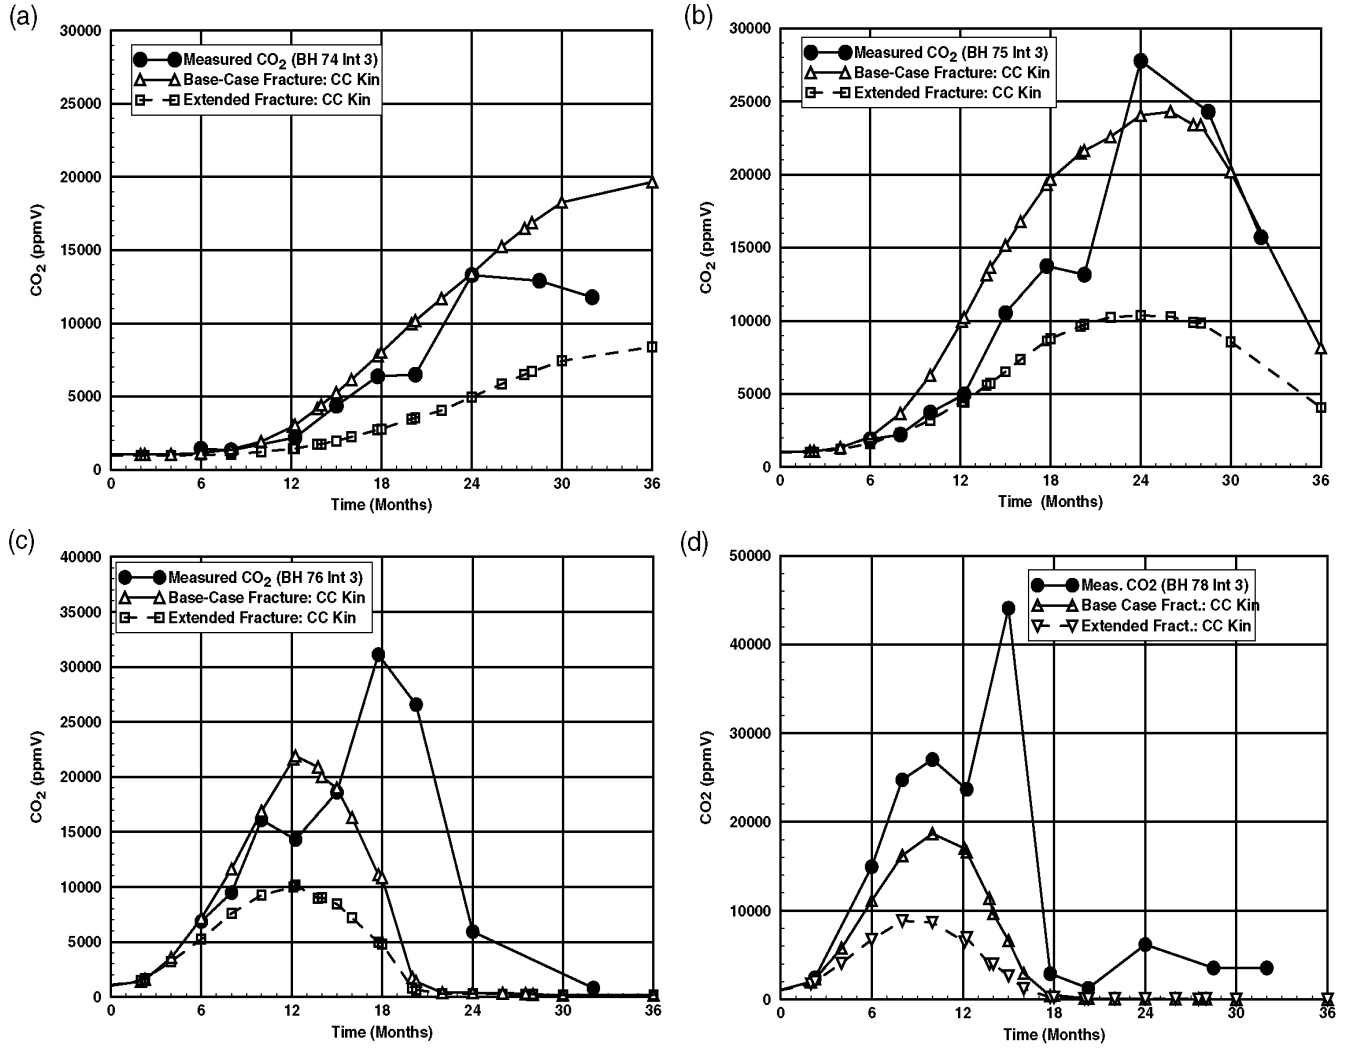 (a)
30000
25000
20000
15000
10000
5000
0
CO2 (ppmV)
Measured CO2 (BH 74 Int 3)
Base-Case Fracture: CC Kin
Extended Fracture: CC Kin
0 6 12 18 24 30 36
Time (Months)
(b)
30000
25000
20000
15000
10000
5000
0
CO2 (ppmV)
Measured CO2 (BH 75 Int 3)
Base-Case Fracture: CC Kin
Extended Fracture: CC Kin
0 6 12 18 24 30 36
Time (Months)
(c)
40000
35000
30000
25000
20000
15000
10000
5000
0
CO2 (ppmV)
Measured CO2 (BH 76 Int 3)
Base-Case Fracture: CC Kin
Extended Fracture: CC Kin
0 6 12 18 24 30 36
Time (Months)
(d)
50000
40000
30000
20000
10000
0
CO2 (ppmV)
Meas. CO2 (BH 78 Int 3)
Base Case Fract.: CC Kin
Extended Fract.: CC Kin
0 6 12 18 24 30 36
Time (Months)